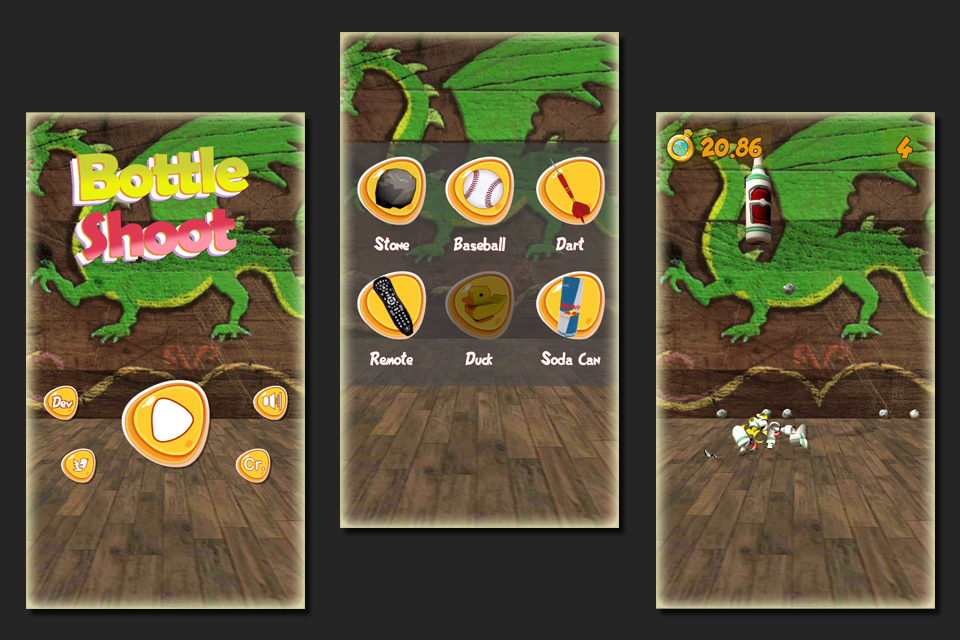 Bottle
Shoot
Dev
Cr.
Stone
Baseball
Dart
Remote
Duck
Soda Can
20.86
4